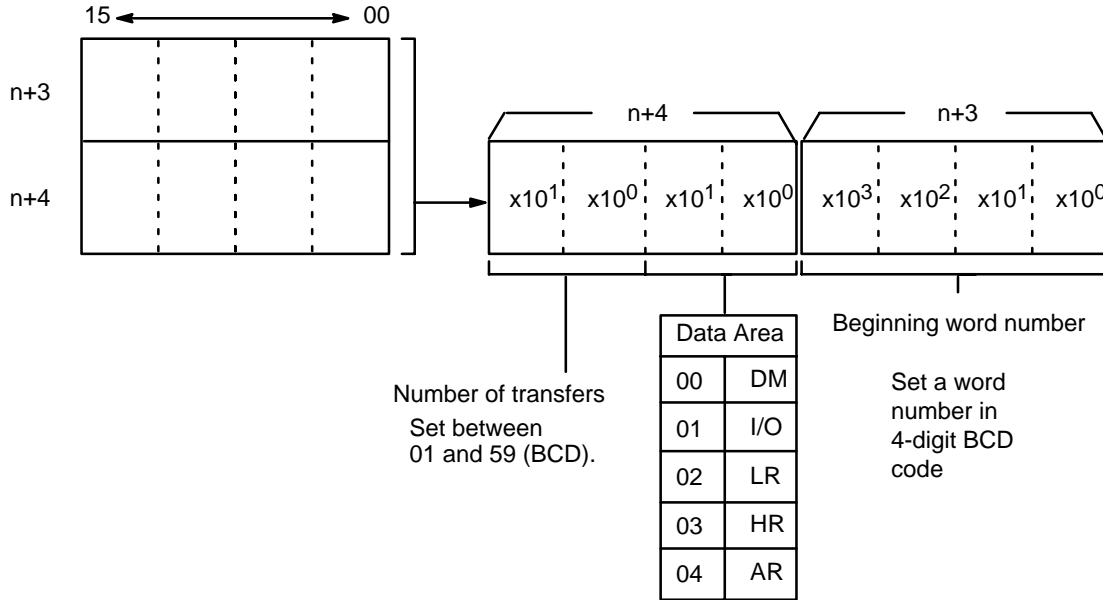 15 00
n+3
n+4
n+4 n+3
x10¹ x10⁰ x10¹ x10⁰ x10³ x10² x10¹ x10⁰
Number of transfers
Set between
01 and 59 (BCD).
Data Area
00 DM
01 I/O
02 LR
03 HR
04 AR
Beginning word number
Set a word
number in
4-digit BCD
code